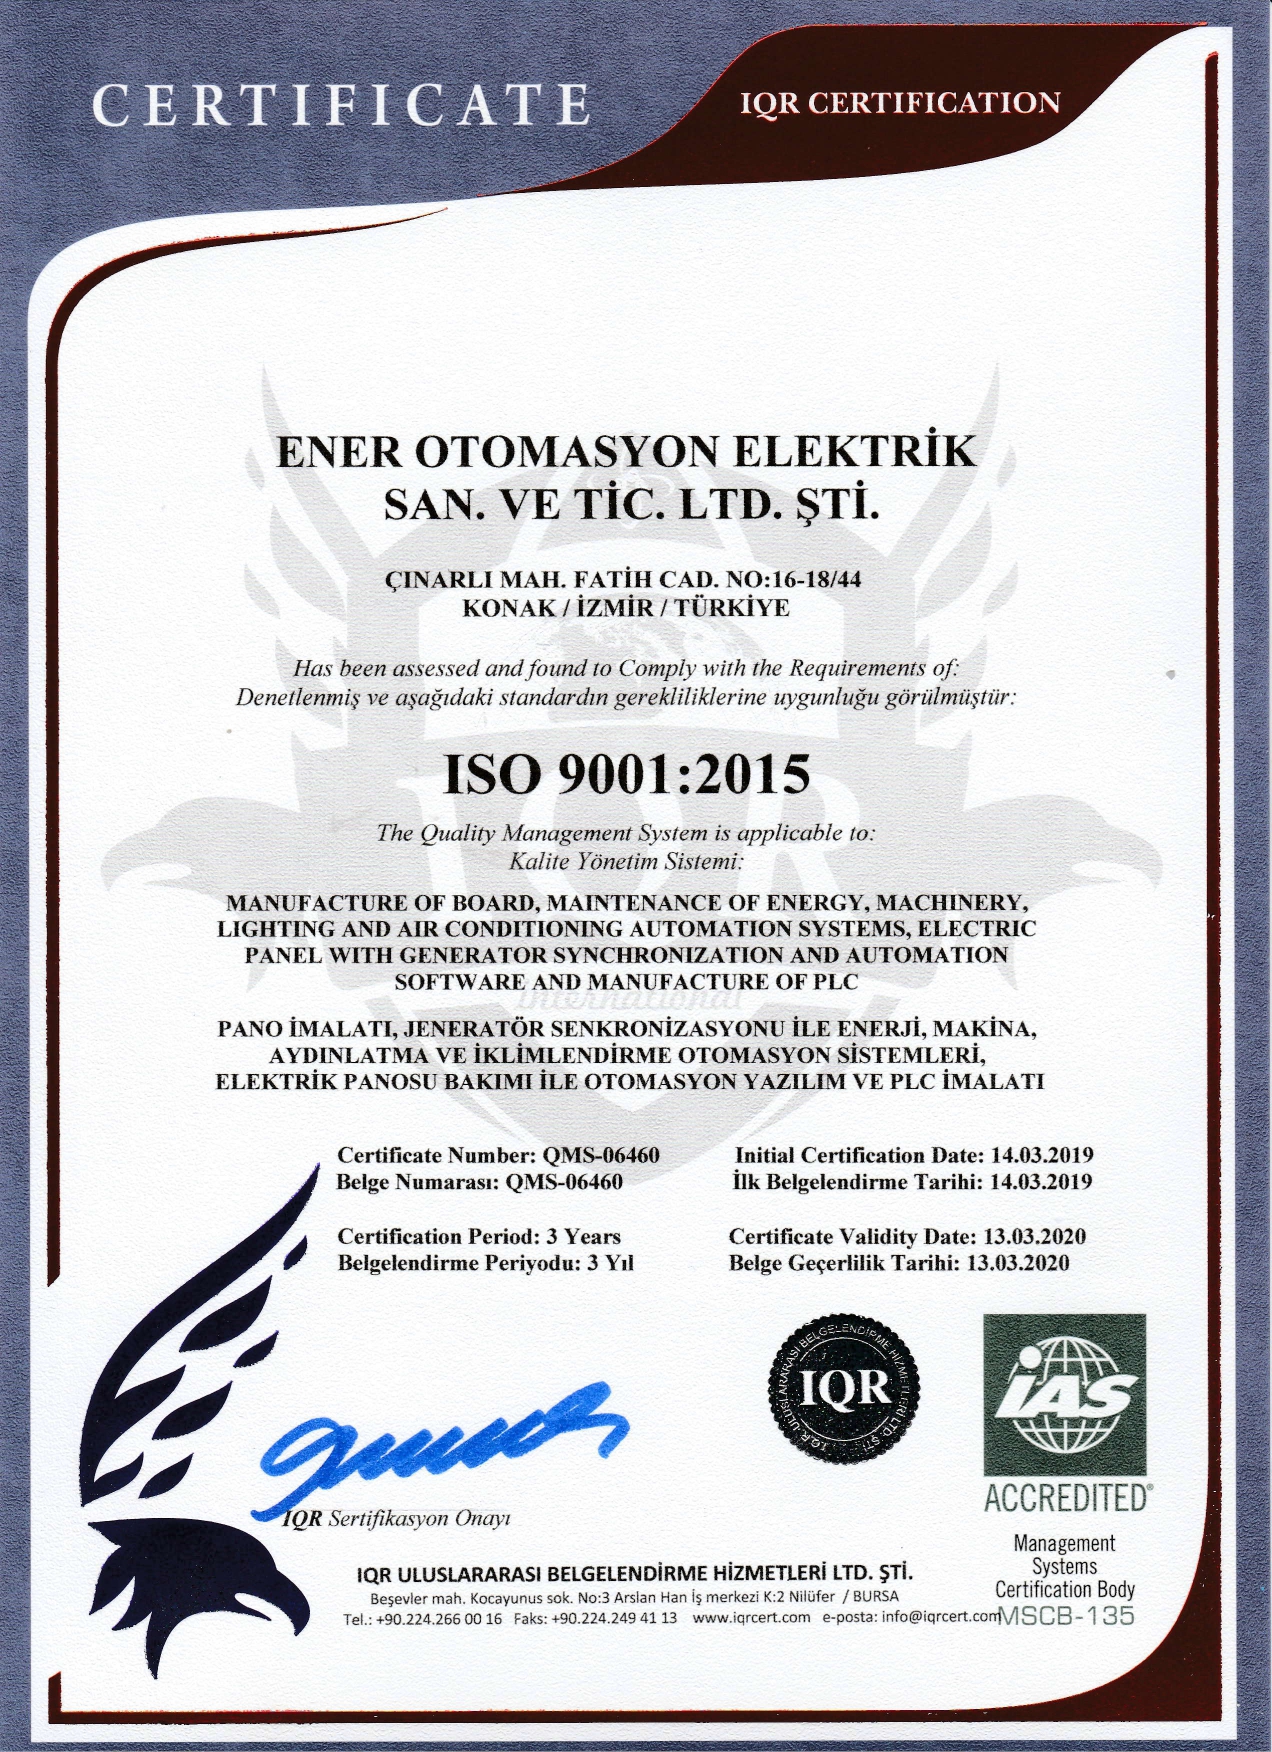 CERTIFICATE
IQR CERTIFICATION
ENER OTOMASYON ELEKTRİK
SAN. VE TİC. LTD. ŞTİ.
ÇINARLI MAH. FATİH CAD. NO:16-18/44
KONAK / İZMİR / TÜRKİYE
Has been assessed and found to Comply with the Requirements of:
Denetlenmiş ve aşağıdaki standardın gerekliliklerine uygunluğu görülmüştür:
ISO 9001:2015
The Quality Management System is applicable to:
Kalite Yönetim Sistemi:
MANUFACTURE OF BOARD, MAINTENANCE OF ENERGY, MACHINERY,
LIGHTING AND AIR CONDITIONING AUTOMATION SYSTEMS, ELECTRIC
PANEL WITH GENERATOR SYNCHRONIZATION AND AUTOMATION
SOFTWARE AND MANUFACTURE OF PLC
International
PANO İMALATI, JENERATÖR SENKRONİZASYONU İLE ENERJİ, MAKİNA,
AYDINLATMA VE İKLİMLENDİRME OTOMASYON SİSTEMLERİ,
ELEKTRİK PANOSU BAKIMI İLE OTOMASYON YAZILIM VE PLC İMALATI
Certificate Number: QMS-06460
Belge Numarası: QMS-06460
Initial Certification Date: 14.03.2019
İlk Belgelendirme Tarihi: 14.03.2019
Certification Period: 3 Years
Belgelendirme Periyodu: 3 Yıl
Certificate Validity Date: 13.03.2020
Belge Geçerlilik Tarihi: 13.03.2020
IQR ULUSLARARASI BELGELENDİRME HİZMETLERİ LTD. ŞTİ.
IQR
IAS
ACCREDITED®
Management
Systems
Certification Body
MSCB-135
IQR Sertifikasyon Onayı
IQR ULUSLARARASI BELGELENDİRME HİZMETLERİ LTD. ŞTİ.
Beşevler mah. Kocayunus sok. No:3 Arslan Han İş merkezi K:2 Nilüfer / BURSA
Tel.: +90.224.266 00 16 Faks: +90.224.249 41 13 www.iqrcert.com e-posta: info@iqrcert.com